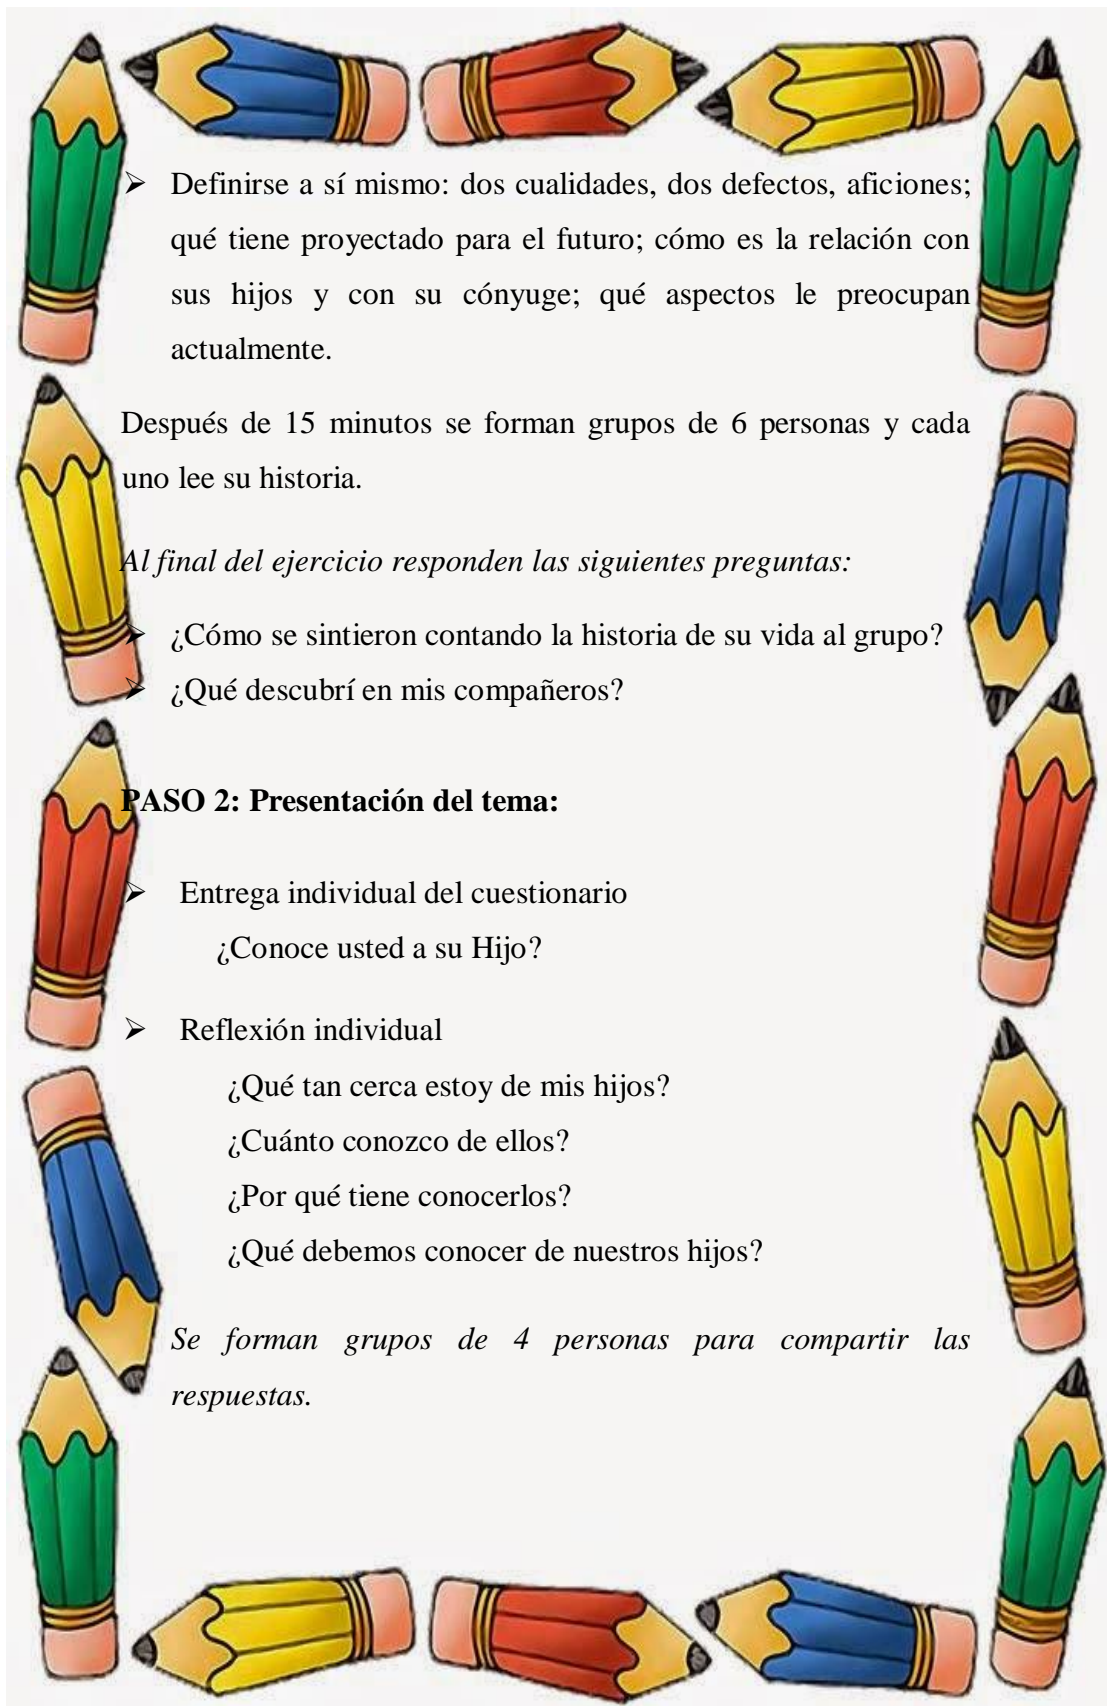 ➢ Definirse a sí mismo: dos cualidades, dos defectos, aficiones;
qué tiene proyectado para el futuro; cómo es la relación con
sus hijos y con su cónyuge; qué aspectos le preocupan
actualmente.
Después de 15 minutos se forman grupos de 6 personas y cada
uno lee su historia.
Al final del ejercicio responden las siguientes preguntas:
➢ ¿Cómo se sintieron contando la historia de su vida al grupo?
➢ ¿Qué descubrí en mis compañeros?
PASO 2: Presentación del tema:
➢ Entrega individual del cuestionario
¿Conoce usted a su Hijo?
➢ Reflexión individual
¿Qué tan cerca estoy de mis hijos?
¿Cuánto conozco de ellos?
¿Por qué tiene conocerlos?
¿Qué debemos conocer de nuestros hijos?
Se forman grupos de 4 personas para compartir las
respuestas.